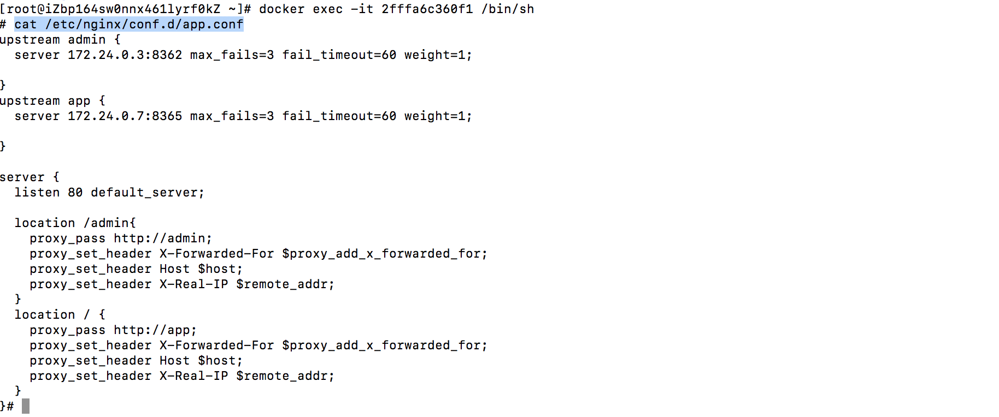 [root@iZbp164sw0nnx461lyrf0kZ ~]# docker exec -it 2fffa6c360f1 /bin/sh
# cat /etc/nginx/conf.d/app.conf
upstream admin {
  server 172.24.0.3:8362 max_fails=3 fail_timeout=60 weight=1;

}
upstream app {
  server 172.24.0.7:8365 max_fails=3 fail_timeout=60 weight=1;

}

server {
  listen 80 default_server;

  location /admin{
    proxy_pass http://admin;
    proxy_set_header X-Forwarded-For $proxy_add_x_forwarded_for;
    proxy_set_header Host $host;
    proxy_set_header X-Real-IP $remote_addr;
  }
  location / {
    proxy_pass http://app;
    proxy_set_header X-Forwarded-For $proxy_add_x_forwarded_for;
    proxy_set_header Host $host;
    proxy_set_header X-Real-IP $remote_addr;
  }
}#